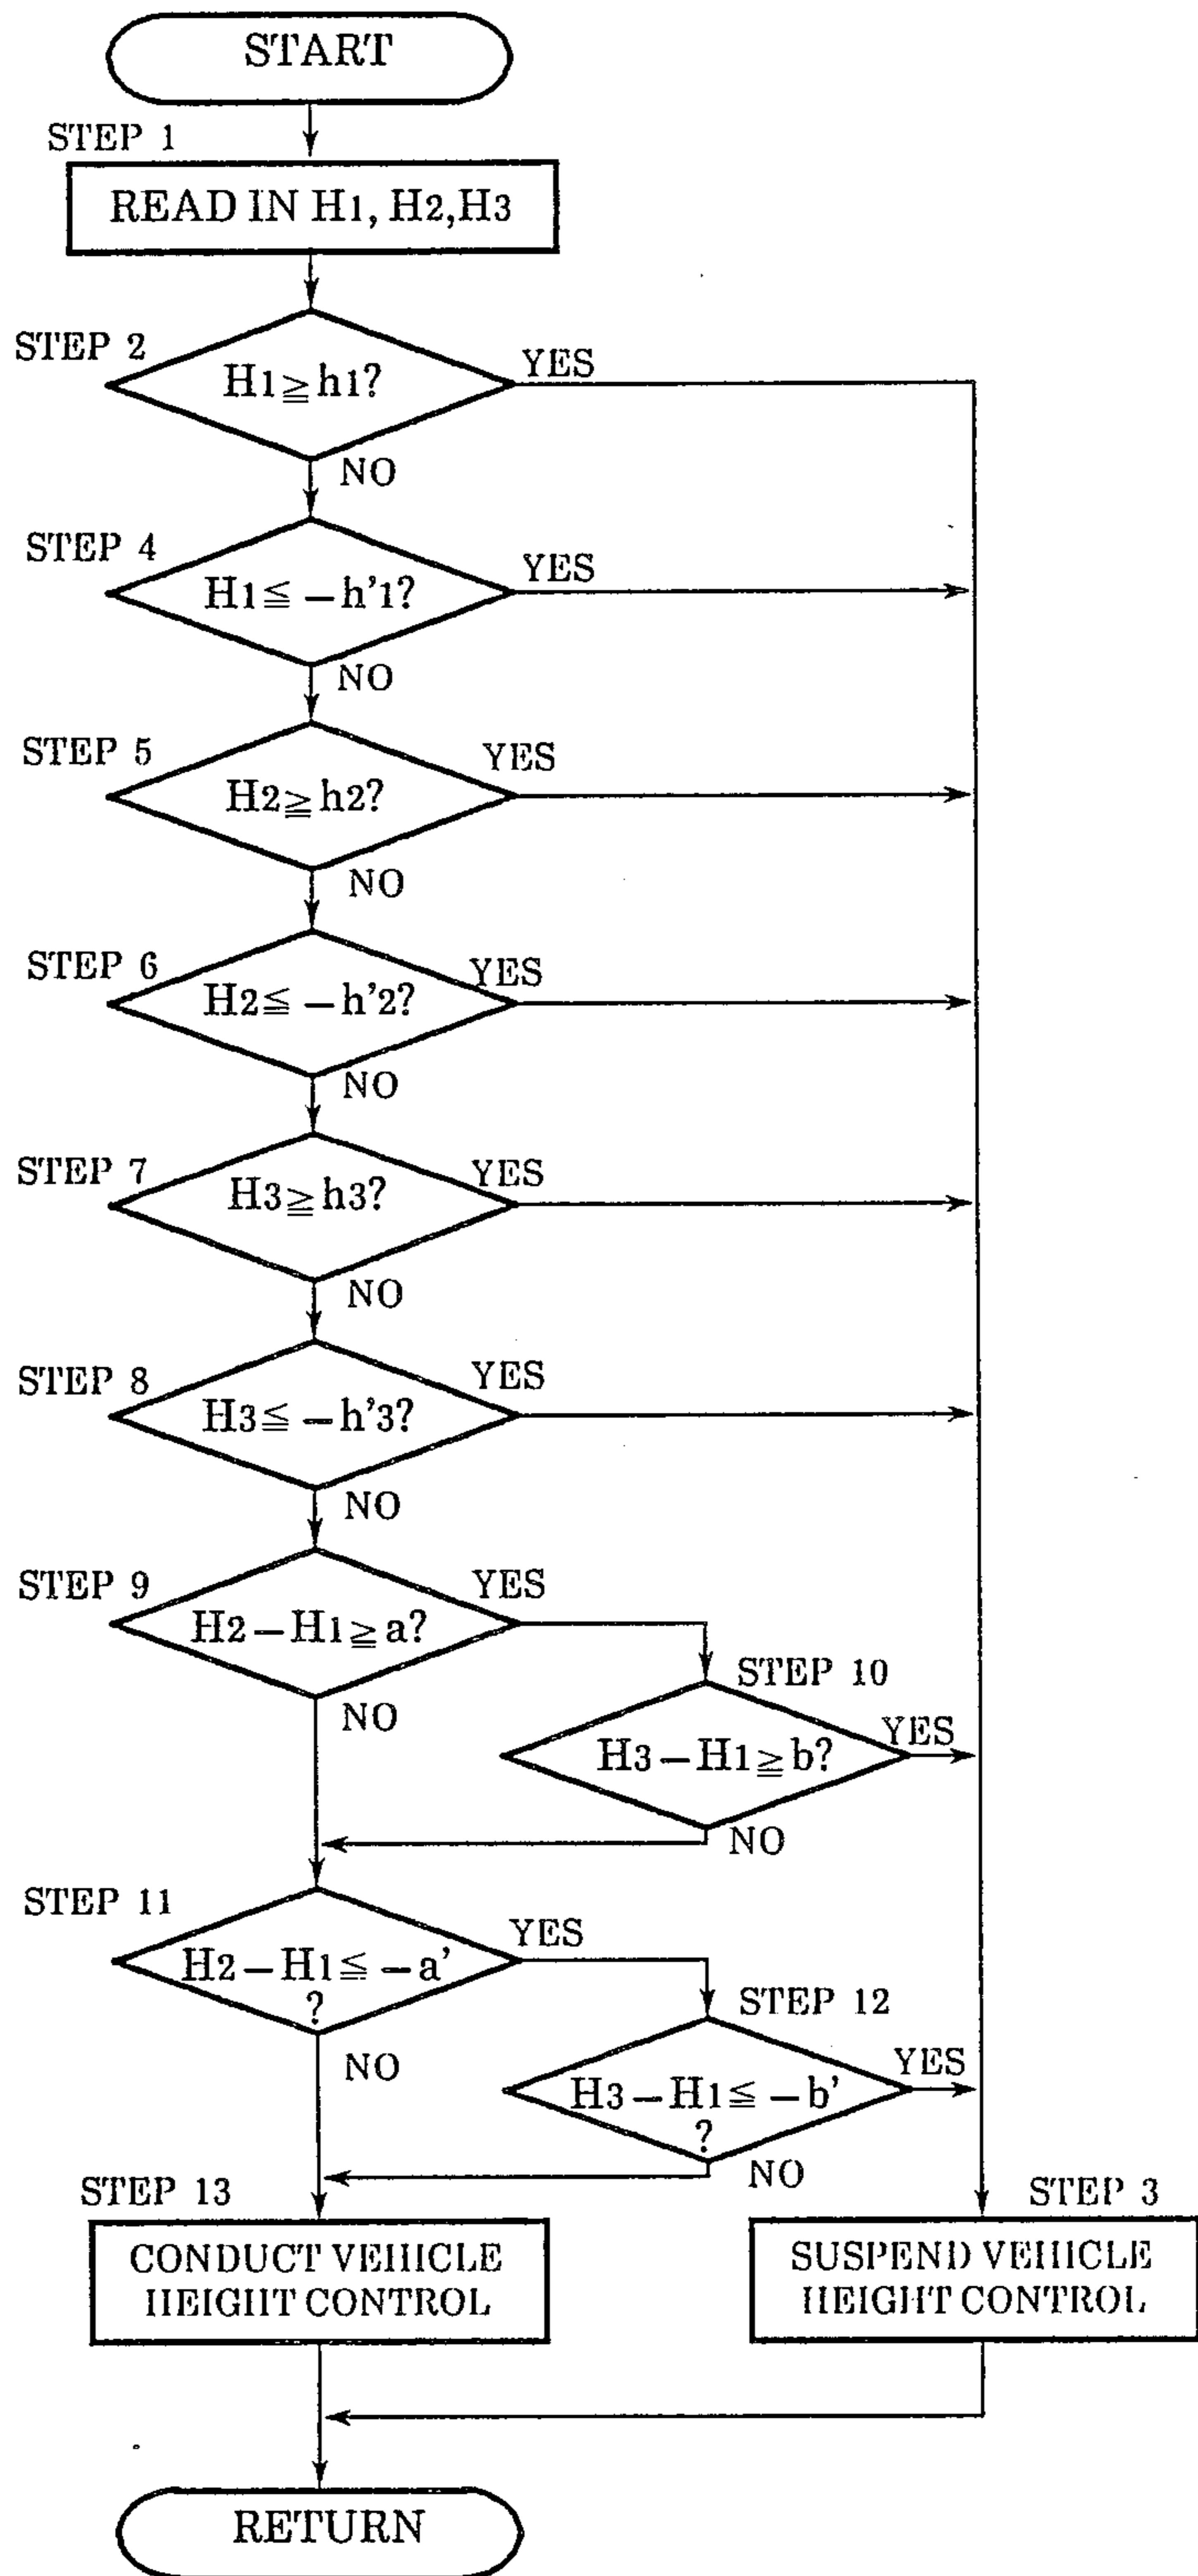 START
STEP 1
READ IN H1, H2,H3
STEP 2
H1≧h1?
YES
NO
STEP 4
H1≦ −h'1?
YES
NO
STEP 5
H2≧h2?
YES
NO
STEP 6
H2≦ −h'2?
YES
NO
STEP 7
H3≧h3?
YES
NO
STEP 8
H3≦ −h'3?
YES
NO
STEP 9
H2−H1≧a?
YES
NO
STEP 10
H3−H1≧b?
YES
NO
STEP 11
H2−H1≦ −a'
?
YES
NO
STEP 12
H3−H1≦ −b'
?
YES
NO
STEP 13
CONDUCT VEHICLE
HEIGHT CONTROL
STEP 3
SUSPEND VEHICLE
HEIGHT CONTROL
RETURN